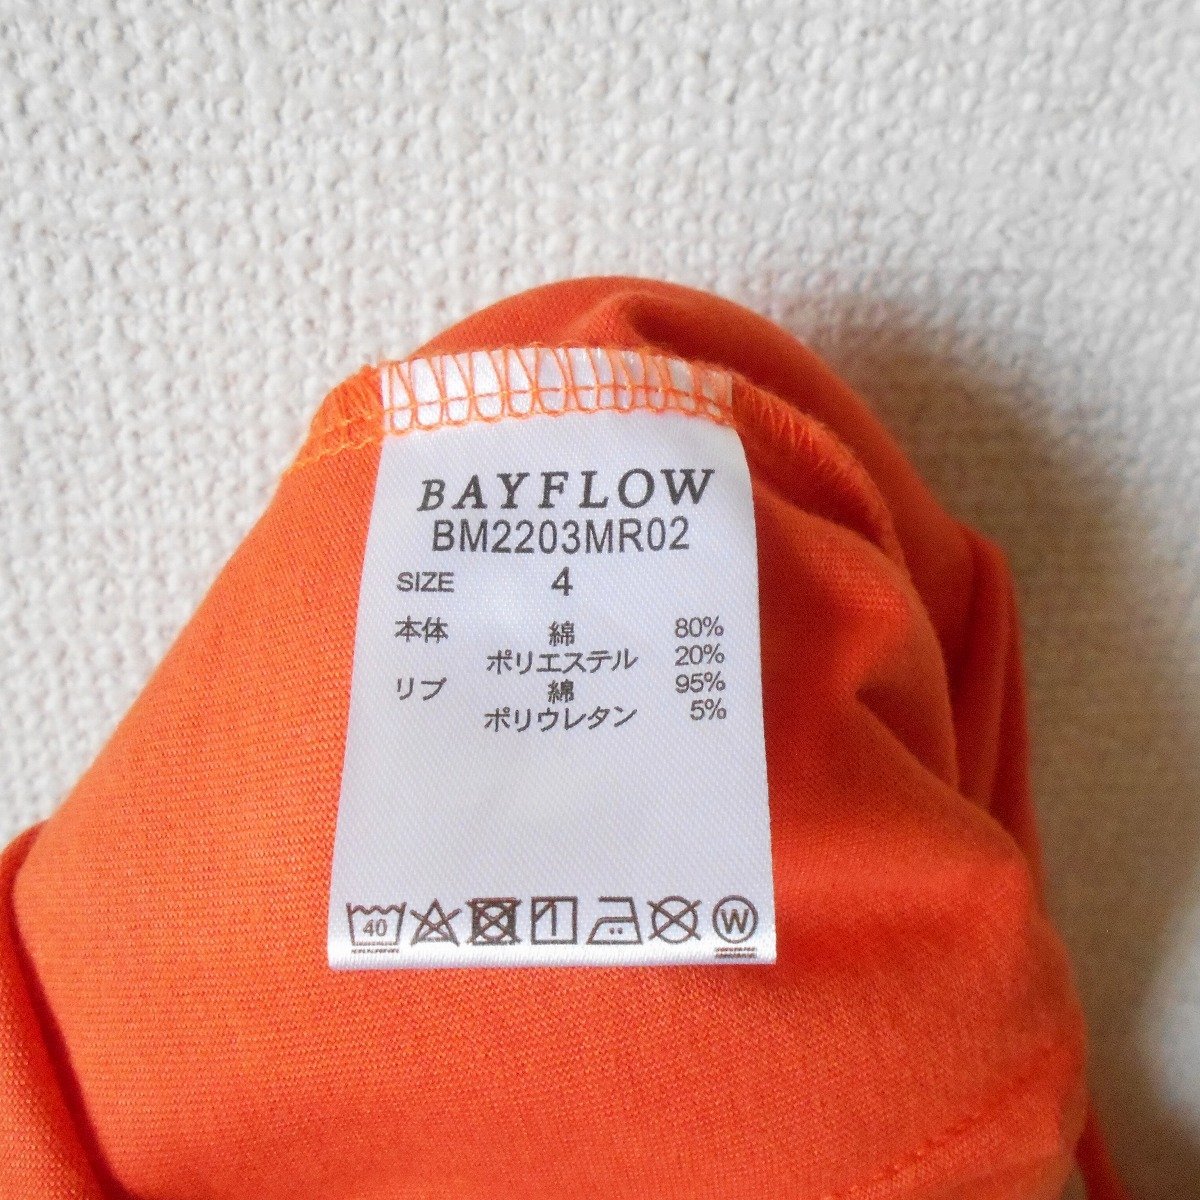 BAYFLOW
BM2203MR02
SIZE 4
本体 綿 80%
ポリエステル 20%
リブ 綿 95%
ポリウレタン 5%
40 W